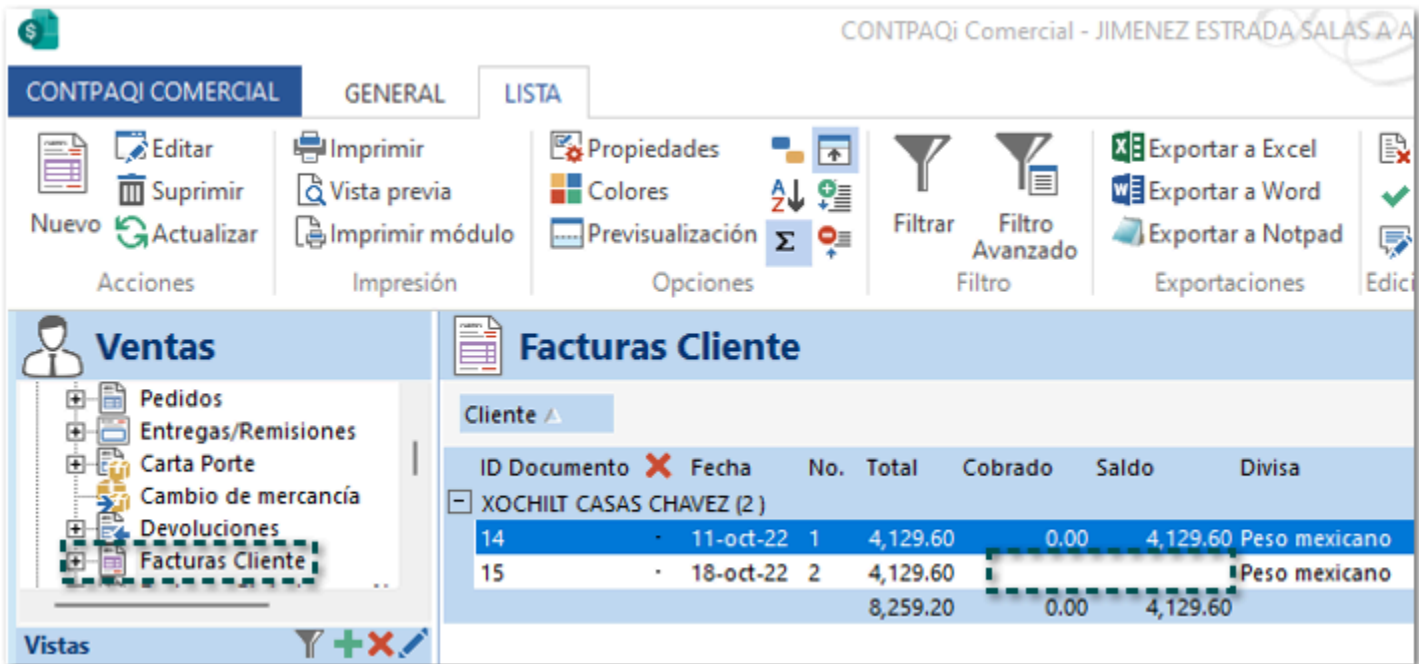 CONTPAQi Comercial - JIMENEZ ESTRADA SALAS A A
CONTPAQI COMERCIAL GENERAL LISTA
Nuevo
Editar
Suprimir
Actualizar
Acciones
Imprimir
Vista previa
Imprimir módulo
Impresión
Propiedades
Colores
Previsualización
Opciones
Filtrar
Filtro
Avanzado
Filtro
Exportar a Excel
Exportar a Word
Exportar a Notpad
Exportaciones
Edici
Ventas
Pedidos
Entregas/Remisiones
Carta Porte
Cambio de mercancía
Devoluciones
Facturas Cliente
Vistas
Facturas Cliente
Cliente
ID Documento Fecha No. Total Cobrado Saldo Divisa
XOCHILT CASAS CHAVEZ (2 )
14 11-oct-22 1 4,129.60 0.00 4,129.60 Peso mexicano
15 18-oct-22 2 4,129.60 Peso mexicano
8,259.20 0.00 4,129.60